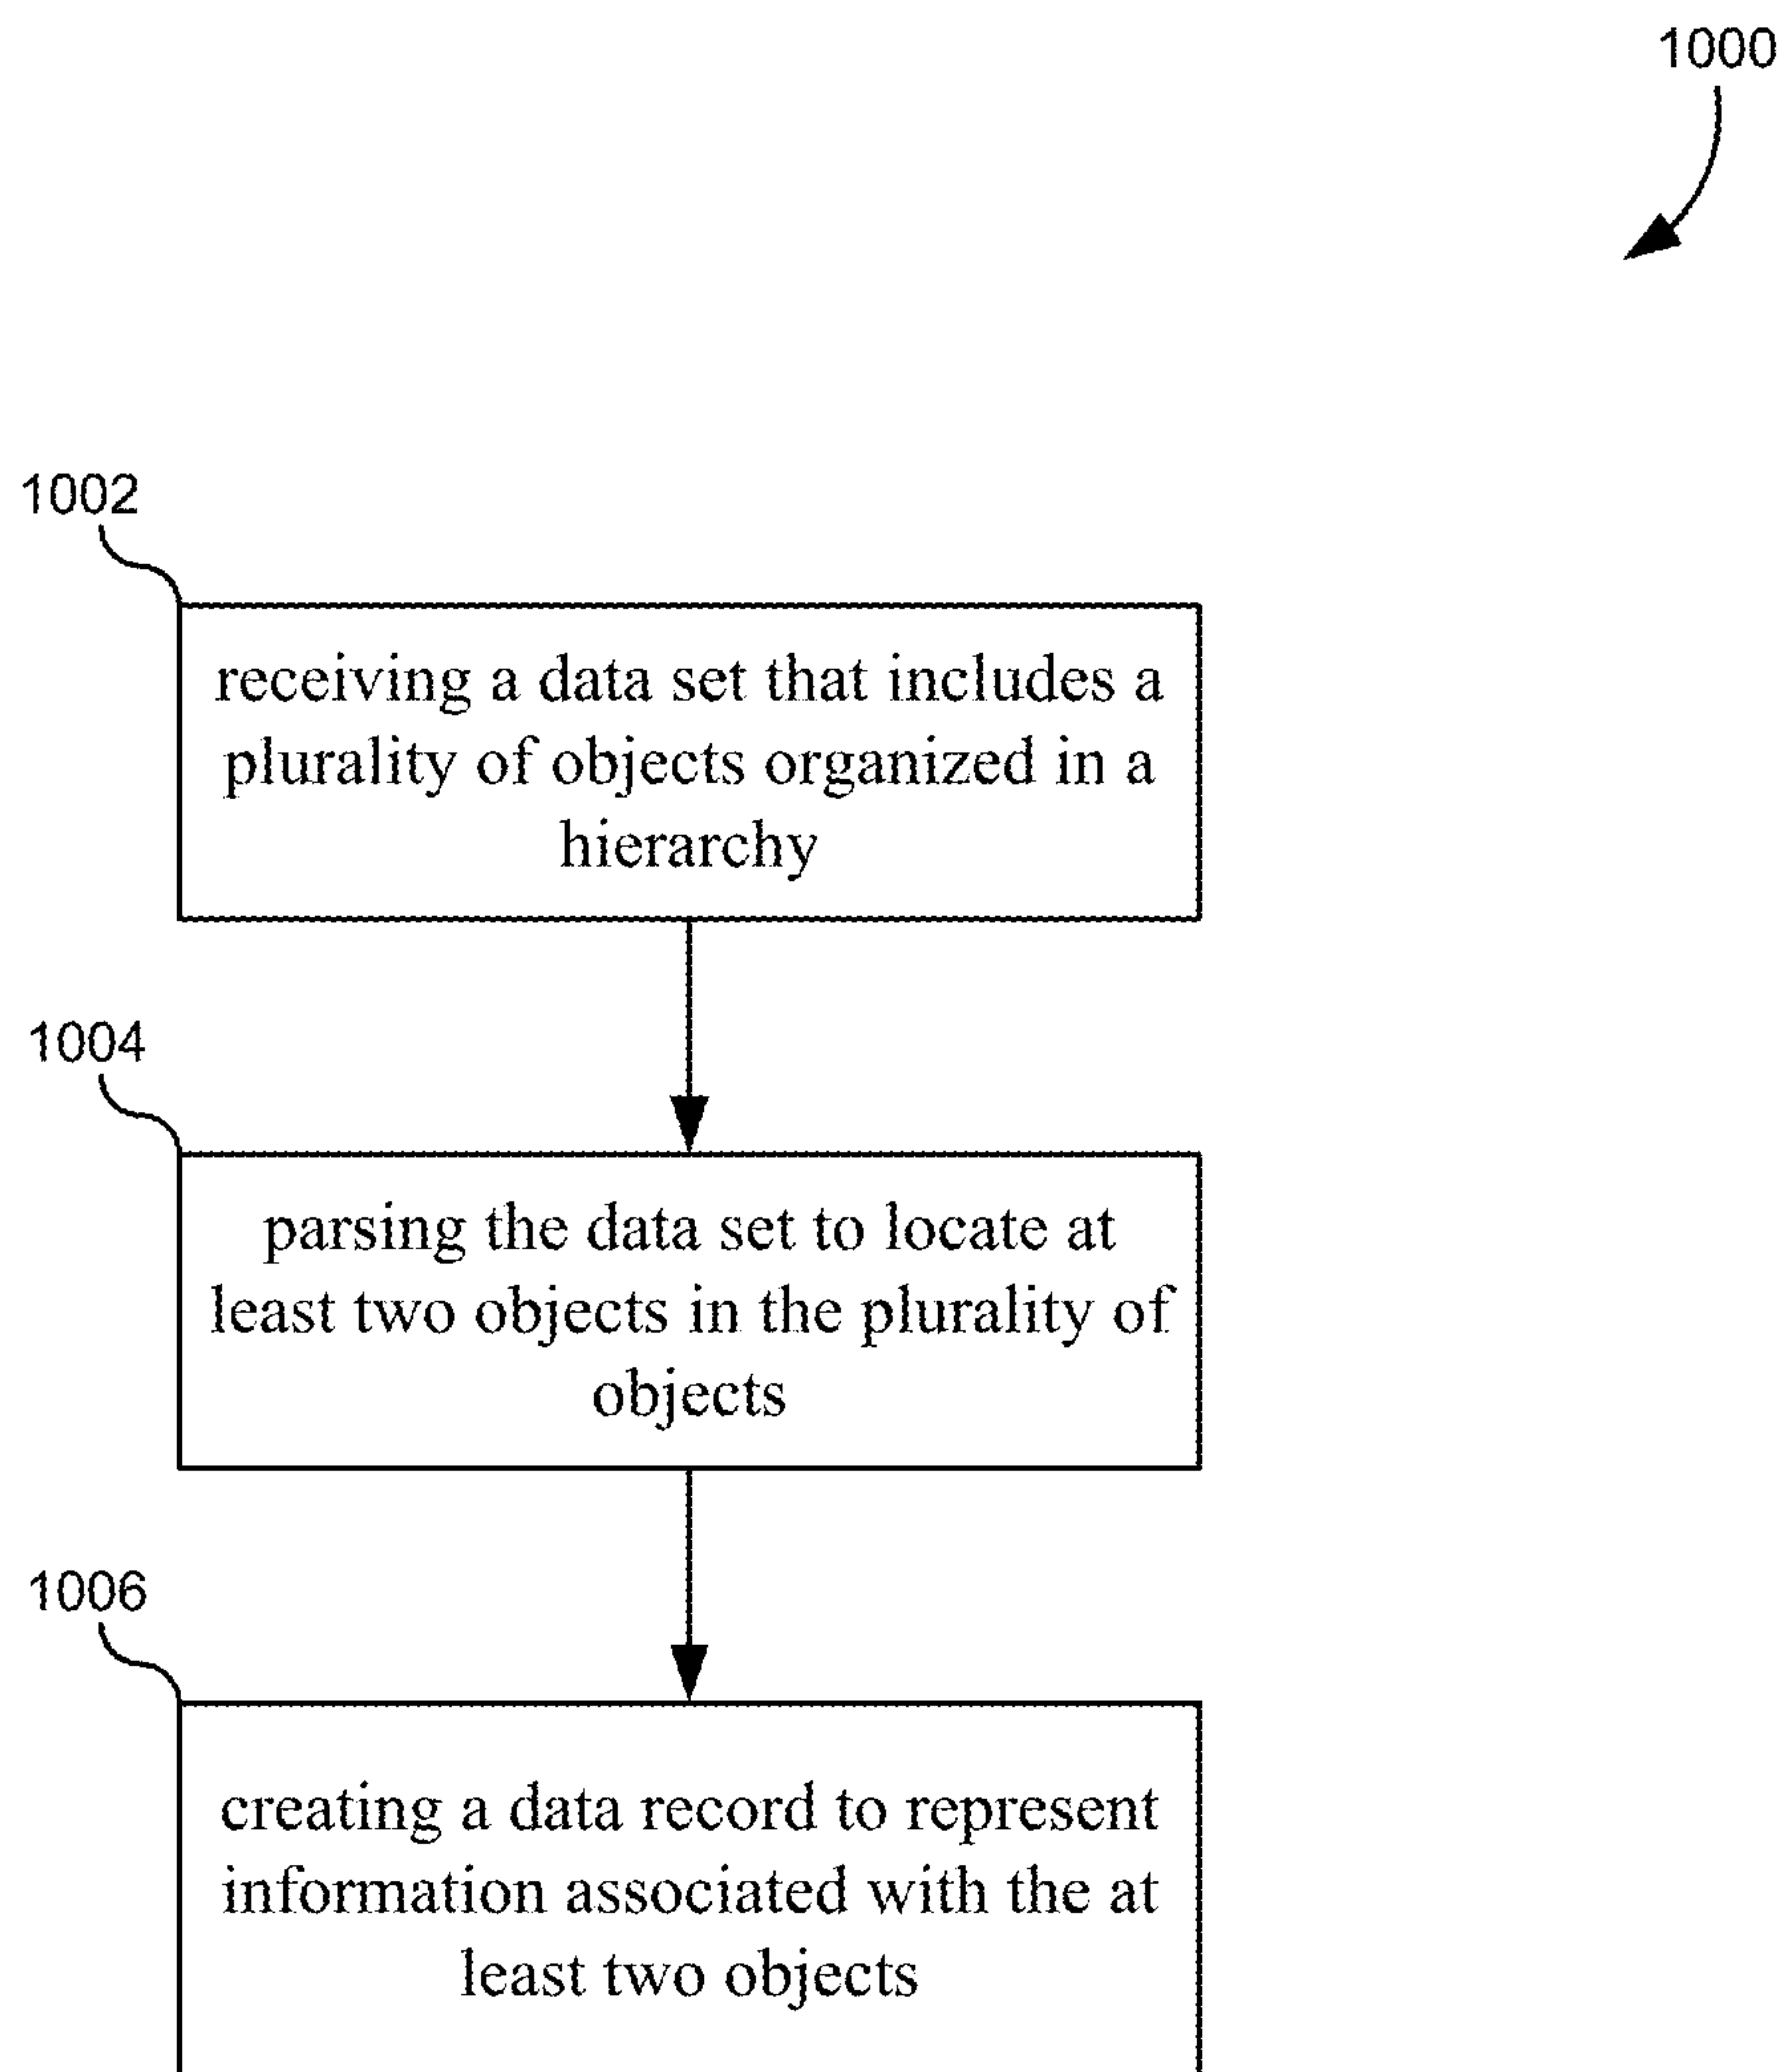 1000
1002
receiving a data set that includes a
plurality of objects organized in a
hierarchy
1004
parsing the data set to locate at
least two objects in the plurality of
objects
1006
creating a data record to represent
information associated with the at
least two objects